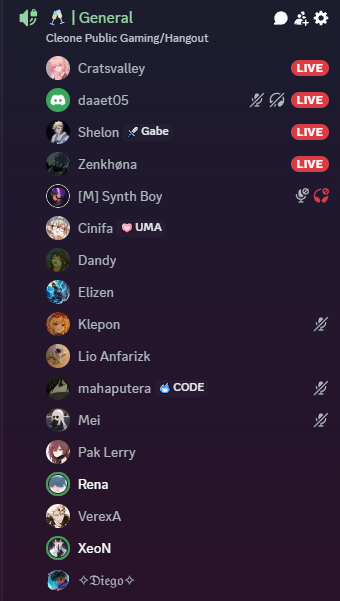 🥂 | General
Cleone Public Gaming/Hangout
Cratsvalley LIVE
daaet05 LIVE
Shelon Gabe LIVE
Zenkhøna LIVE
[M] Synth Boy
Cinifa UMA
Dandy
Elizen
Klepon
Lio Anfarizk
mahaputera CODE
Mei
Pak Lerry
Rena
VerexA
XeoN
✧𝔇𝔦𝔢𝔤𝔬✧